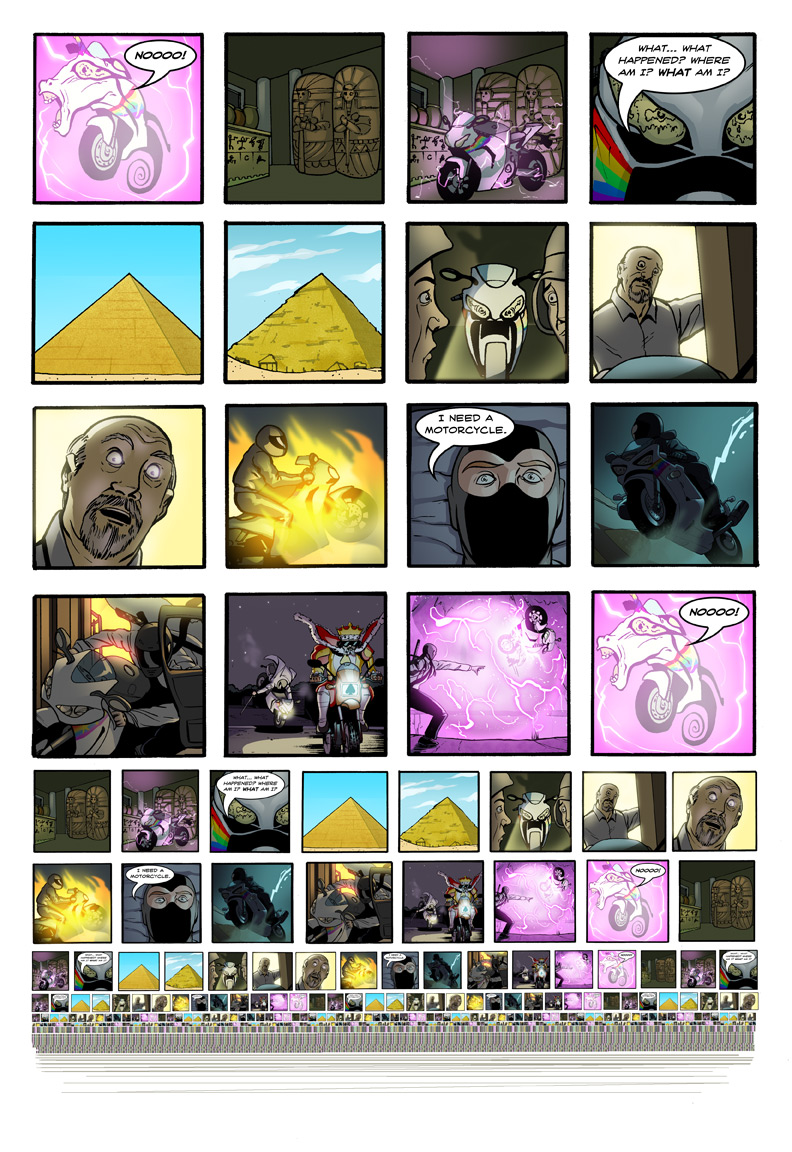 NOOOO!
WHAT... WHAT
HAPPENED? WHERE
AM I? WHAT AM I?
I NEED A
MOTORCYCLE.
NOOOO!
WHAT... WHAT
HAPPENED? WHERE
AM I? WHAT AM I?
I NEED A
MOTORCYCLE.
NOOOO!